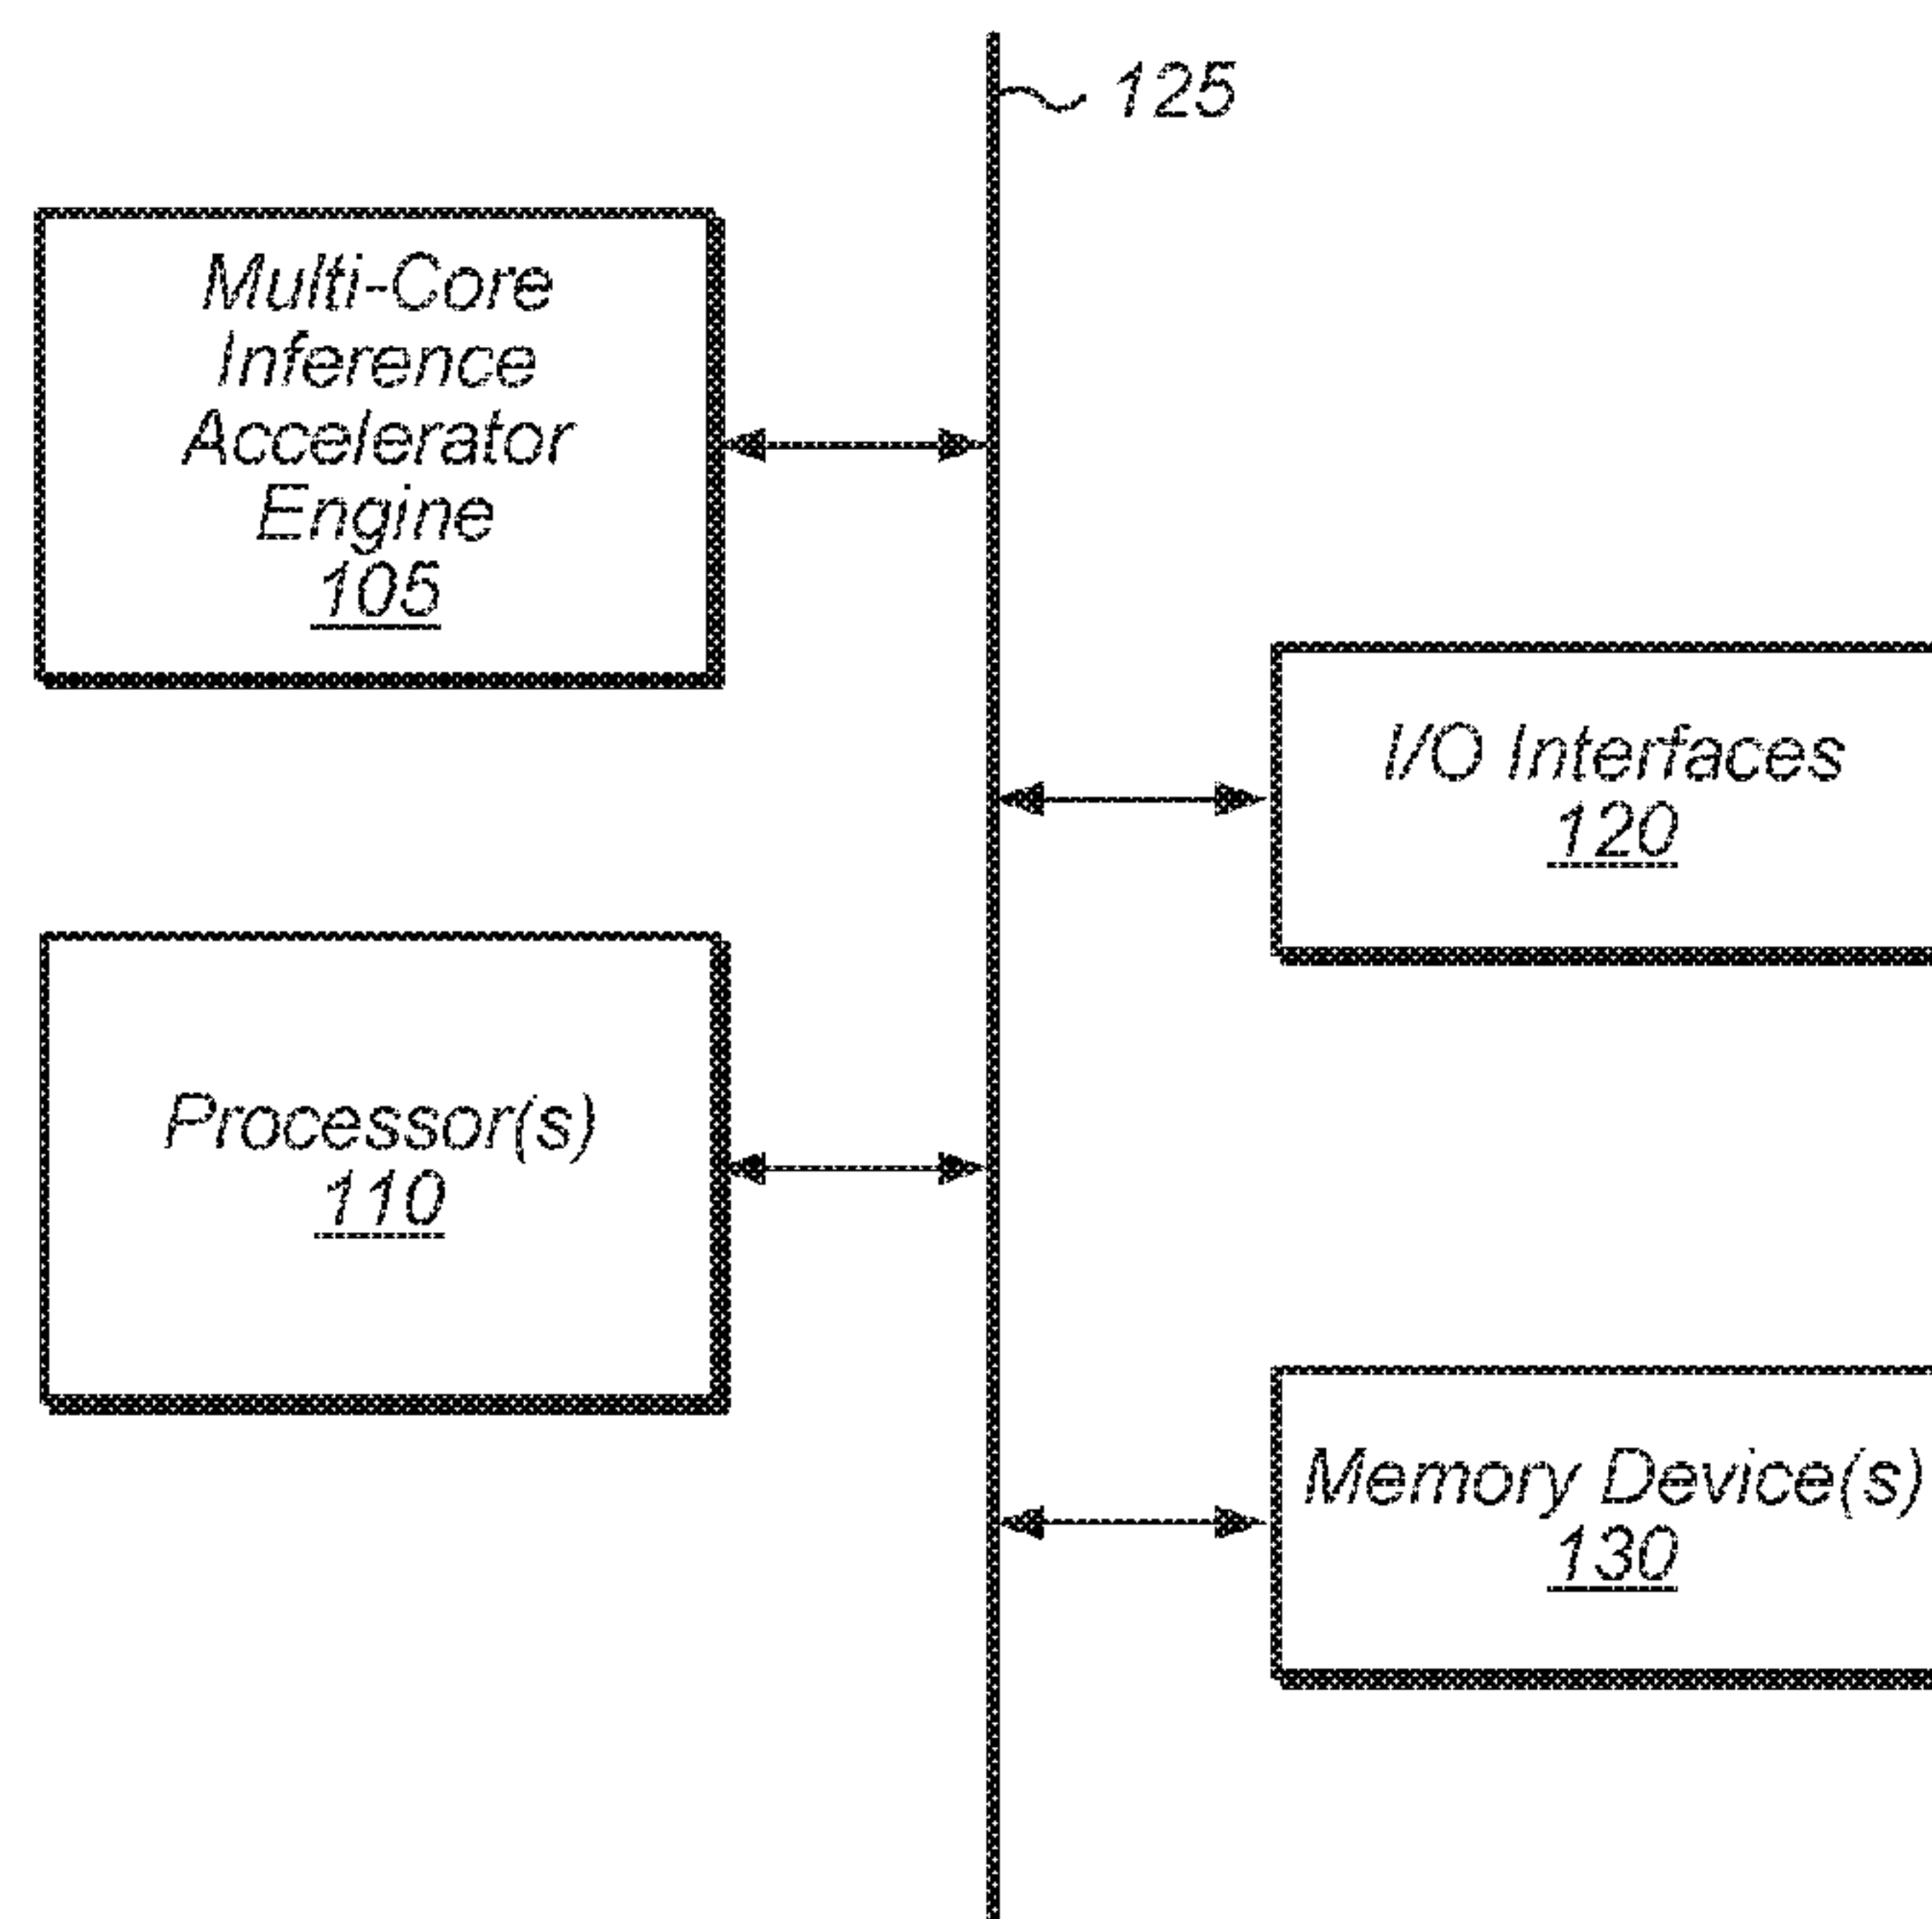 125
Multi-Core
Inference
Accelerator
Engine
105
I/O Interfaces
120
Processor(s)
110
Memory Device(s)
130